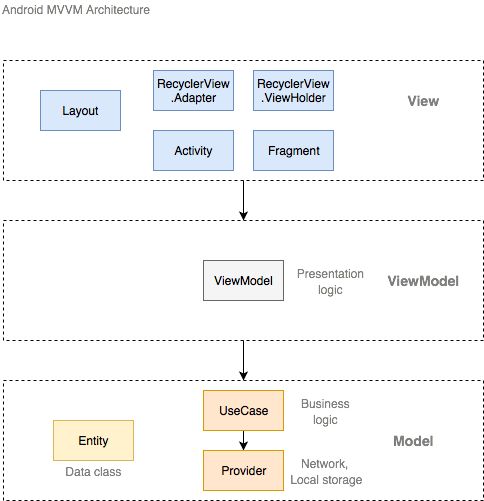 Android MVVM Architecture
RecyclerView
.Adapter
RecyclerView
.ViewHolder
Layout
View
Activity
Fragment
ViewModel
Presentation
logic
ViewModel
UseCase
Business
logic
Entity
Model
Data class
Provider
Network,
Local storage